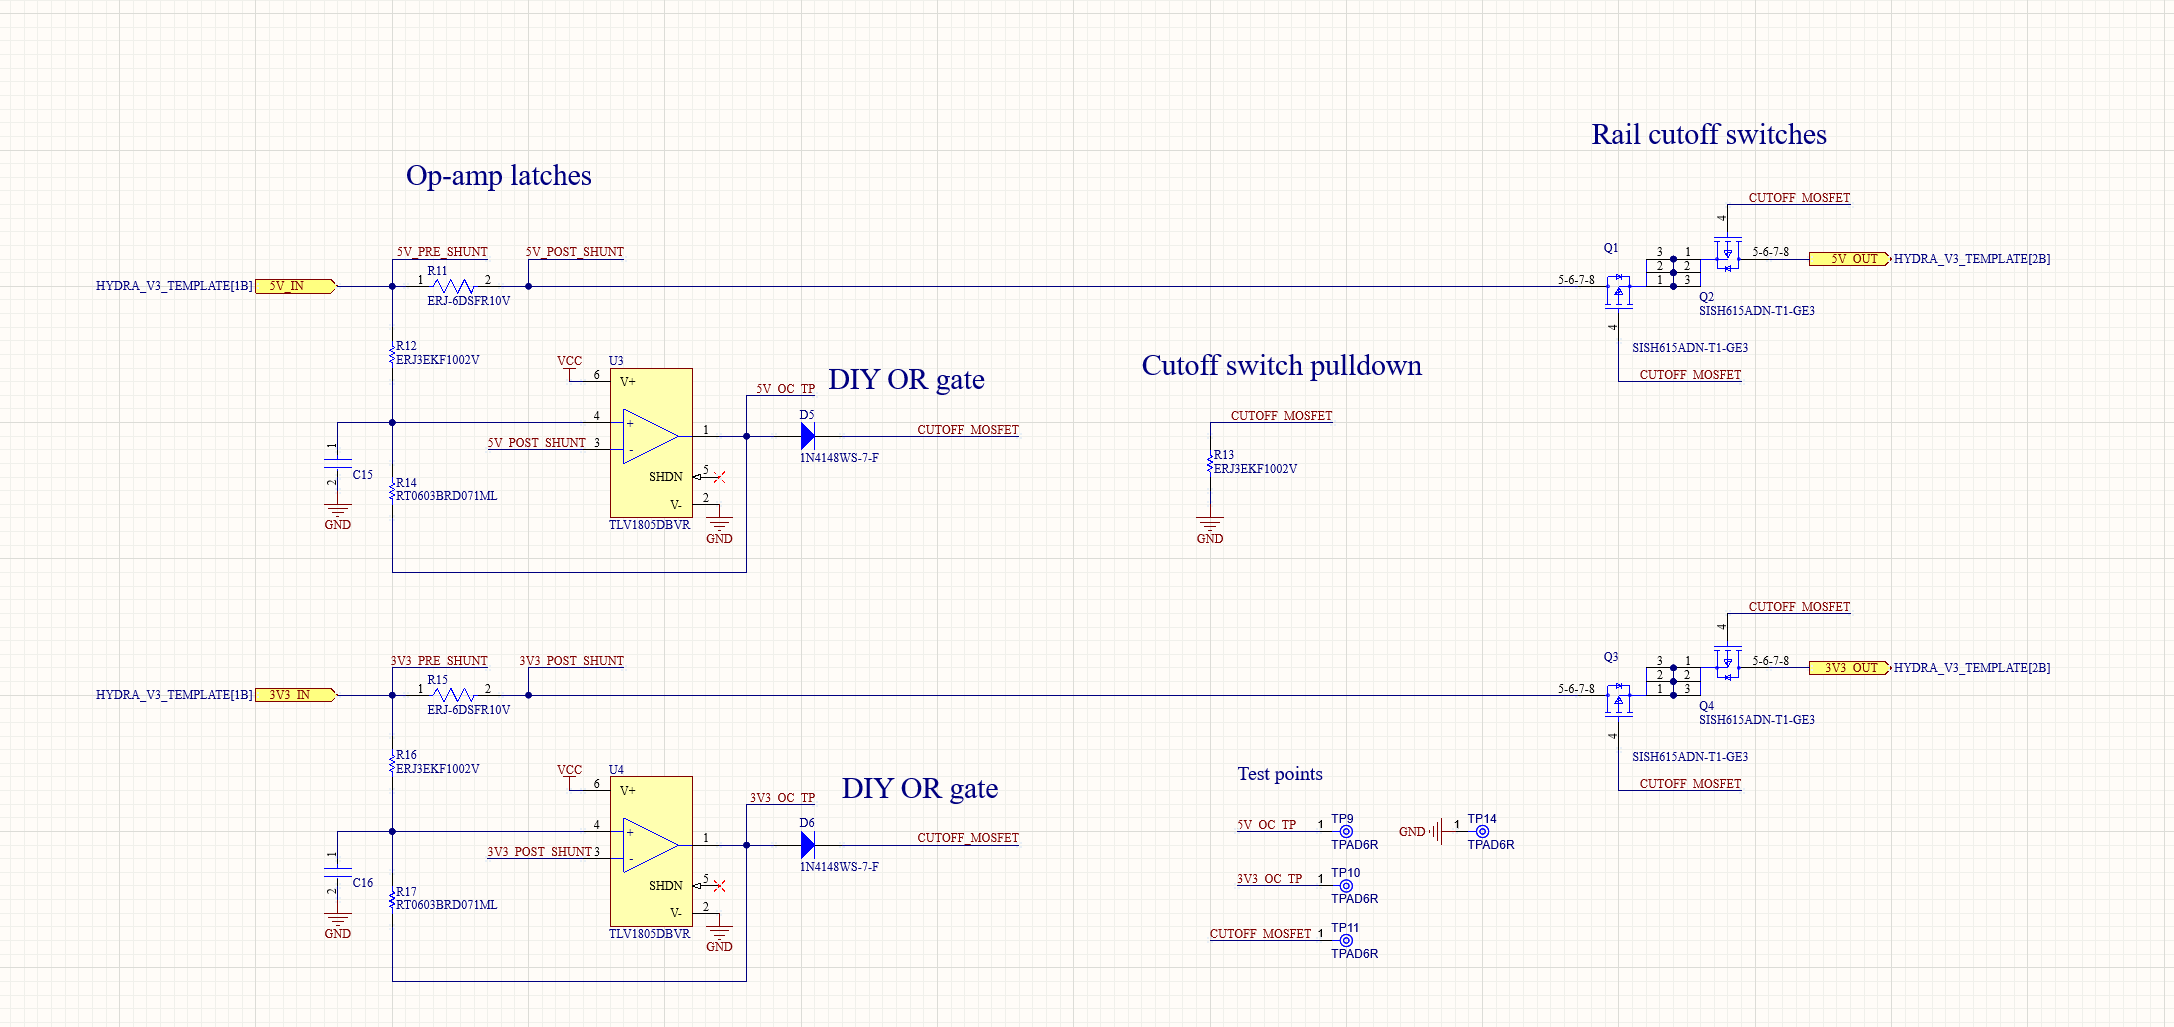 Rail cutoff switches
Op-amp latches
CUTOFF_MOSFET
4
5V_PRE_SHUNT
5V_POST_SHUNT
Q1
3
1
5-6-7-8
5V_OUT
HYDRA_V3_TEMPLATE[2B]
2
2
HYDRA_V3_TEMPLATE[1B]
5V_IN
1
R11
2
ERJ-6DSFR10V
5-6-7-8
1
3
Q2
SISH615ADN-T1-GE3
4
SISH615ADN-T1-GE3
CUTOFF_MOSFET
R12
ERJ3EKF1002V
VCC
U3
6
V+
5V_OC_TP
DIY OR gate
Cutoff switch pulldown
4
+
5V_POST_SHUNT
3
-
1
D5
1N4148WS-7-F
CUTOFF_MOSFET
CUTOFF_MOSFET
R13
ERJ3EKF1002V
GND
1
2
C15
GND
R14
RT0603BRD071ML
SHDN
5
V-
2
TLV1805DBVR
GND
CUTOFF_MOSFET
4
3V3_PRE_SHUNT
3V3_POST_SHUNT
Q3
3
1
5-6-7-8
3V3_OUT
HYDRA_V3_TEMPLATE[2B]
2
2
HYDRA_V3_TEMPLATE[1B]
3V3_IN
1
R15
2
ERJ-6DSFR10V
5-6-7-8
1
3
Q4
SISH615ADN-T1-GE3
4
SISH615ADN-T1-GE3
CUTOFF_MOSFET
R16
ERJ3EKF1002V
VCC
U4
6
V+
3V3_OC_TP
DIY OR gate
4
+
3V3_POST_SHUNT
3
-
1
D6
1N4148WS-7-F
CUTOFF_MOSFET
1
2
C16
GND
R17
RT0603BRD071ML
SHDN
5
V-
2
TLV1805DBVR
GND
Test points
5V_OC_TP
1
TP9
TPAD6R
GND
1
TP14
TPAD6R
3V3_OC_TP
1
TP10
TPAD6R
CUTOFF_MOSFET
1
TP11
TPAD6R